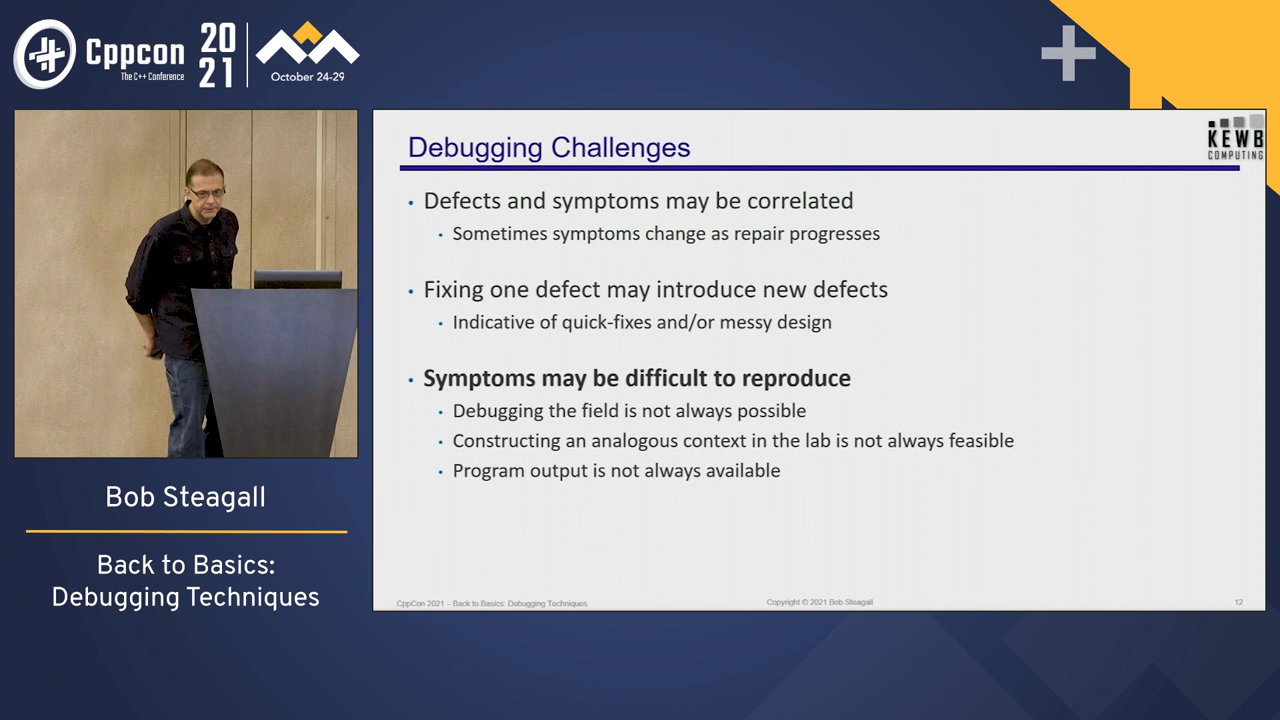 Cppcon
The C++ Conference
20
21
October 24-29
Debugging Challenges
KEWB
COMPUTING
• Defects and symptoms may be correlated
• Sometimes symptoms change as repair progresses
• Fixing one defect may introduce new defects
• Indicative of quick-fixes and/or messy design
• Symptoms may be difficult to reproduce
• Debugging the field is not always possible
• Constructing an analogous context in the lab is not always feasible
• Program output is not always available
CppCon 2021 – Back to Basics: Debugging Techniques
Copyright © 2021 Bob Steagall
12
Bob Steagall
Back to Basics:
Debugging Techniques